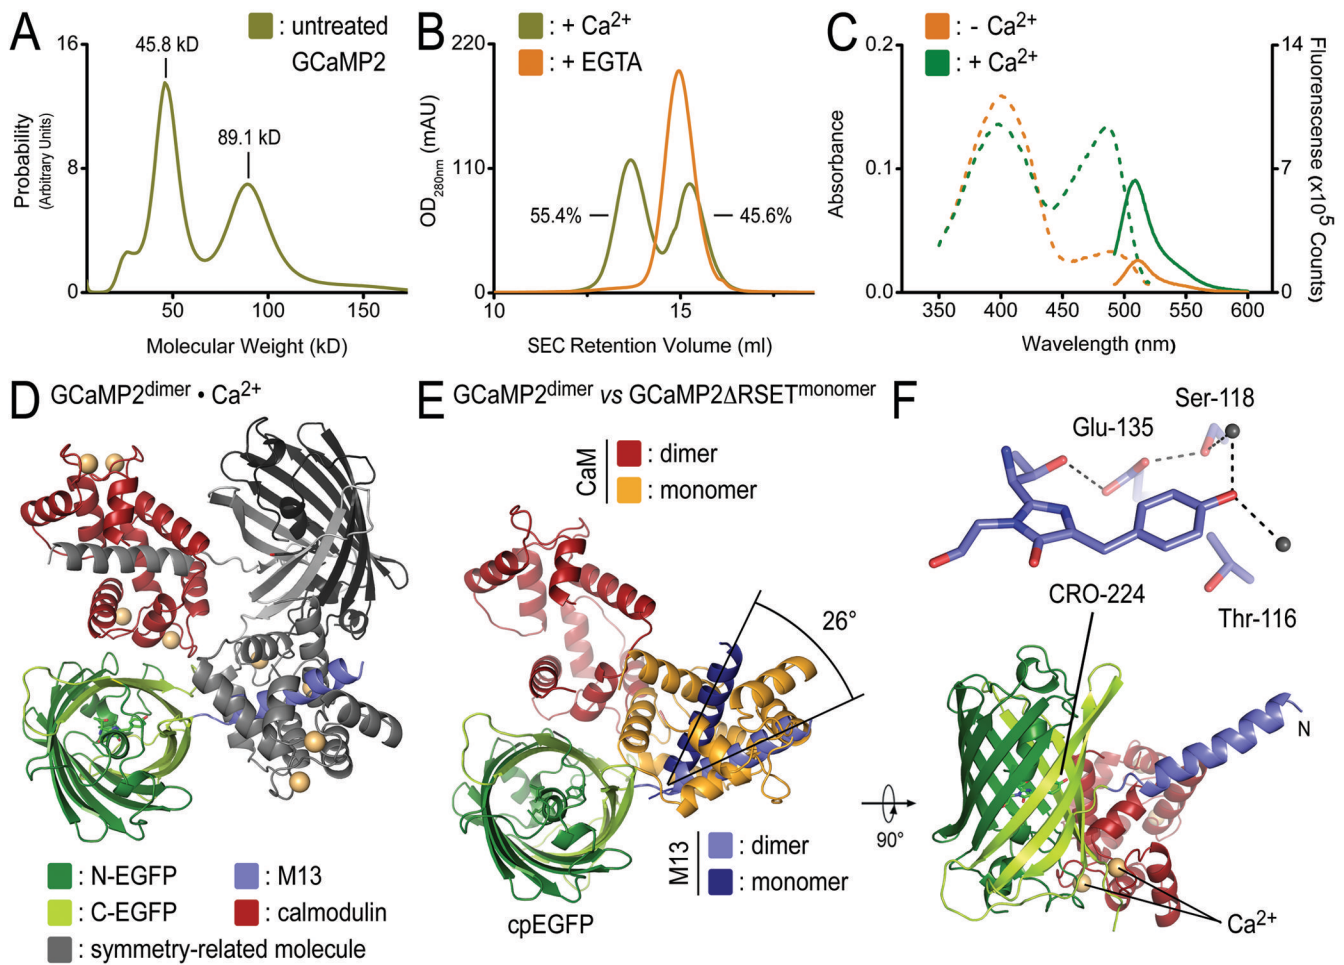 A
: untreated
GCaMP2
16
8
0
45.8 kD
89.1 kD
Probability
(Arbitrary Units)
50
100
150
Molecular Weight (kD)
B
: + Ca²⁺
: + EGTA
220
110
0
OD280nm (mAU)
55.4%
45.6%
10
15
SEC Retention Volume (ml)
C
: - Ca²⁺
: + Ca²⁺
0.2
0.1
0.0
Absorbance
14
7
0
Fluorescense (x10⁵ Counts)
350
400
450
500
550
600
Wavelength (nm)
D
GCaMP2dimer • Ca²⁺
: N-EGFP
: M13
: C-EGFP
: calmodulin
: symmetry-related molecule
E
GCaMP2dimer vs GCaMP2ΔRSETmonomer
CaM
: dimer
: monomer
26°
cpEGFP
M13
: dimer
: monomer
90°
F
Ser-118
Glu-135
Thr-116
CRO-224
N
Ca²⁺